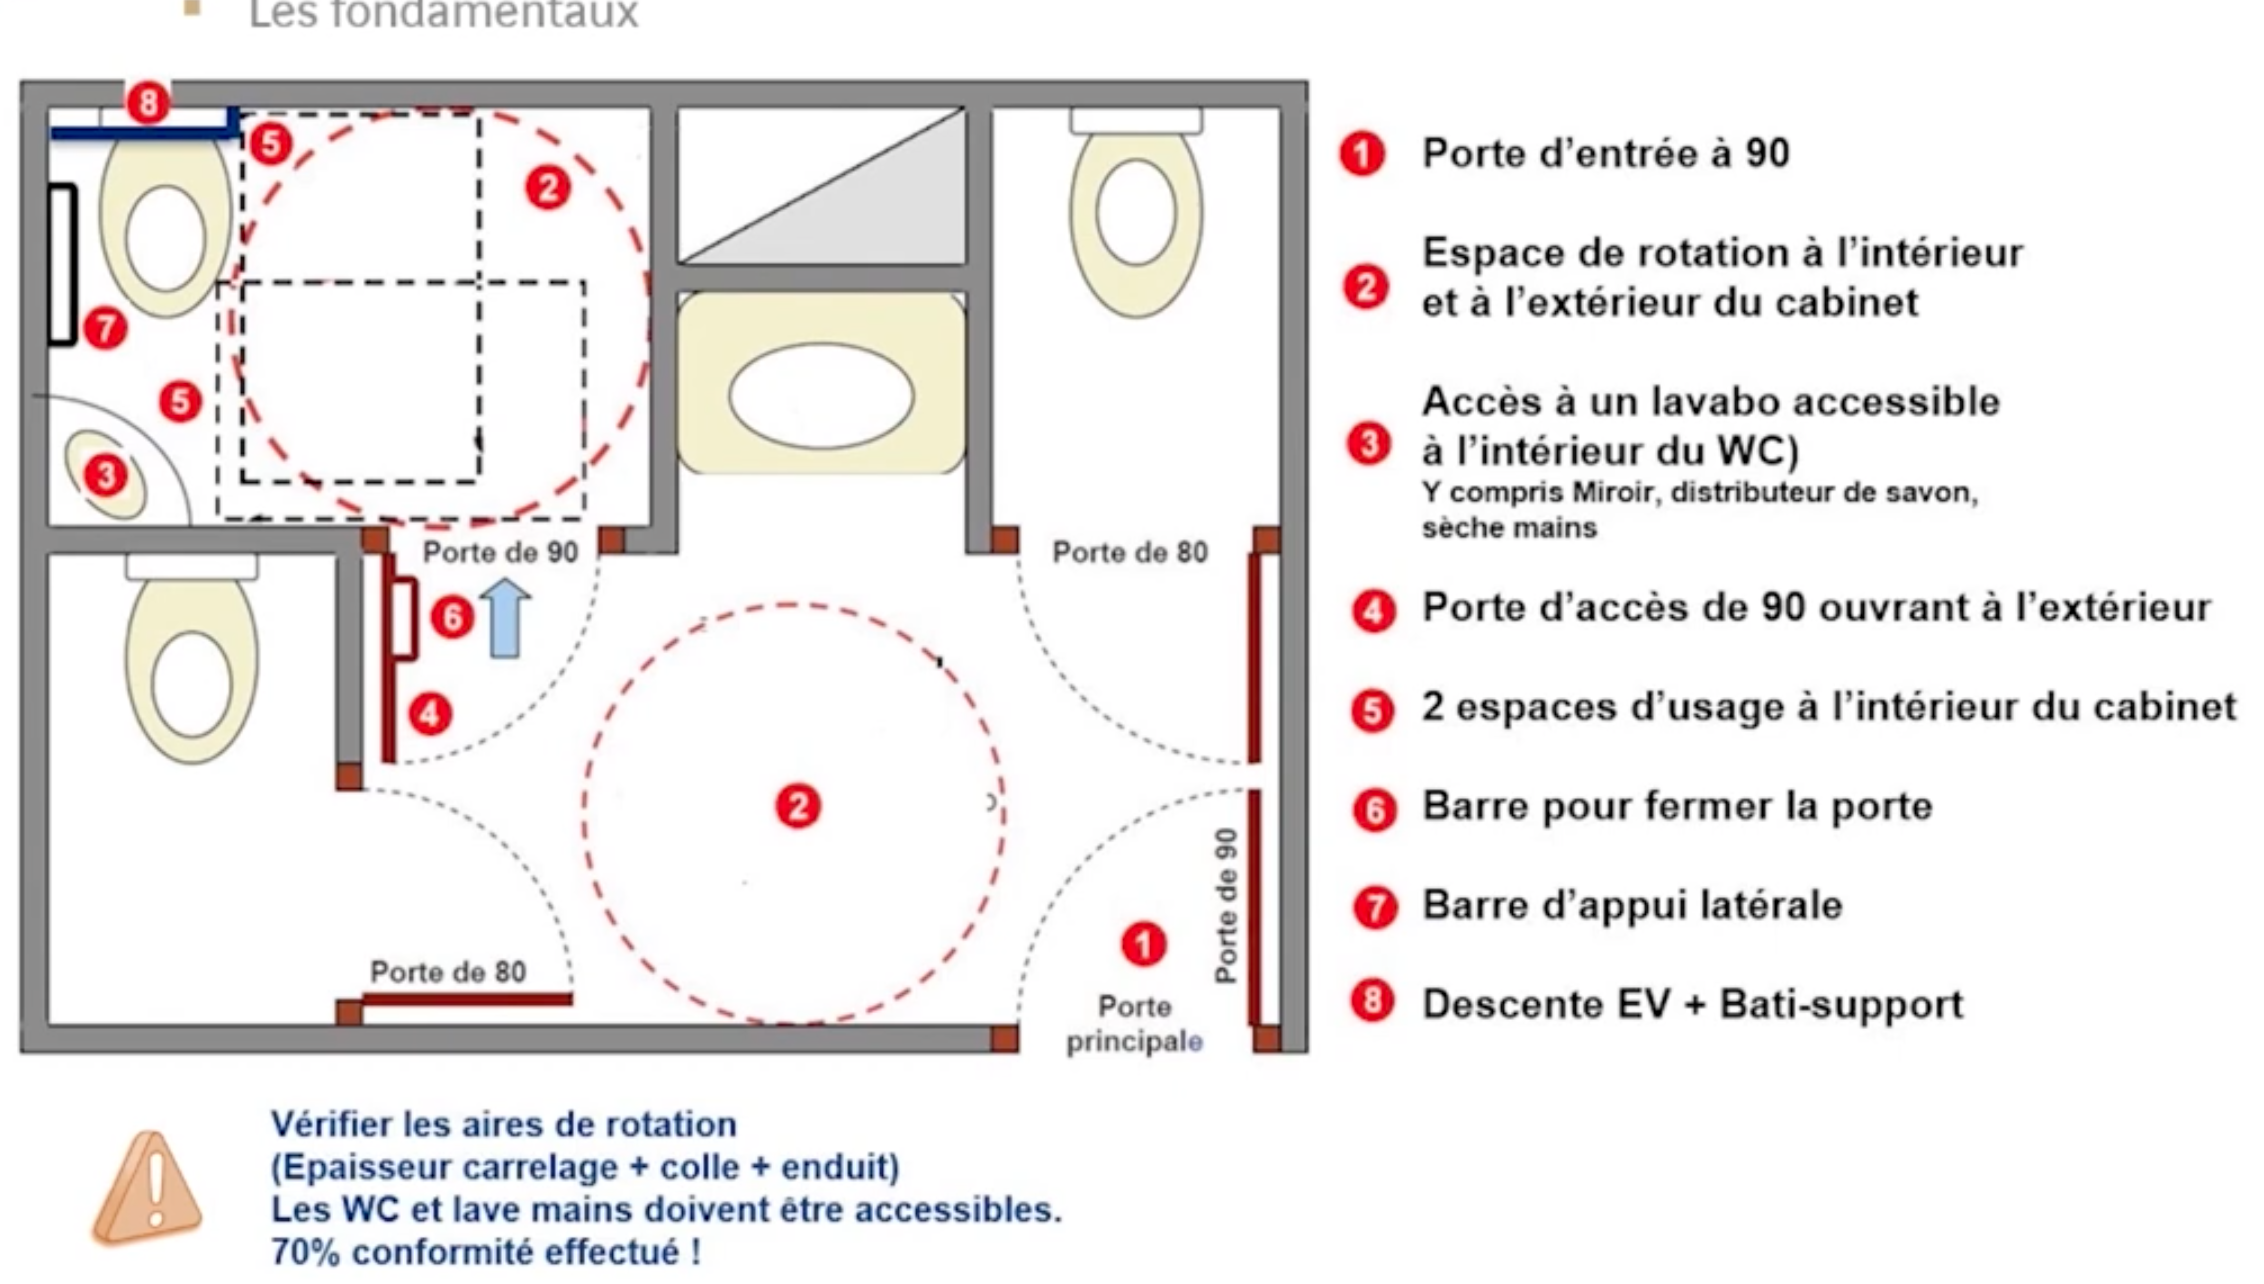 Les fondamentaux
8
5
2
7
5
3
Porte de 90
Porte de 80
6
4
2
Porte de 90
1
Porte de 80
Porte
principale
1 Porte d'entrée à 90
2 Espace de rotation à l'intérieur
et à l'extérieur du cabinet
3 Accès à un lavabo accessible
à l'intérieur du WC)
Y compris Miroir, distributeur de savon,
sèche mains
4 Porte d'accès de 90 ouvrant à l'extérieur
5 2 espaces d'usage à l'intérieur du cabinet
6 Barre pour fermer la porte
7 Barre d'appui latérale
8 Descente EV + Bati-support
Vérifier les aires de rotation
(Epaisseur carrelage + colle + enduit)
Les WC et lave mains doivent être accessibles.
70% conformité effectué !